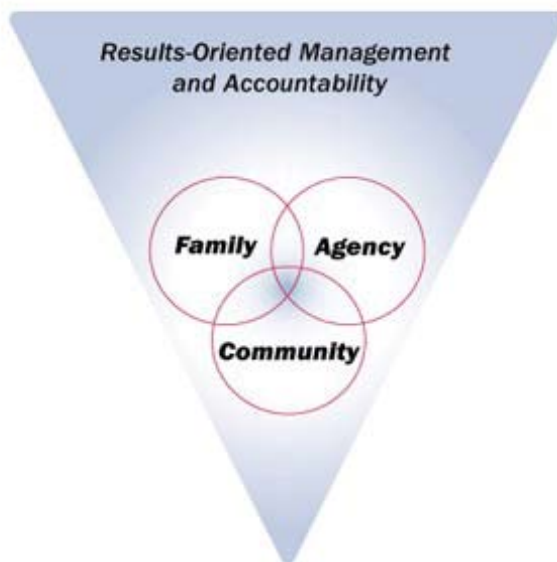 Results-Oriented Management
and Accountability
Family
Agency
Community